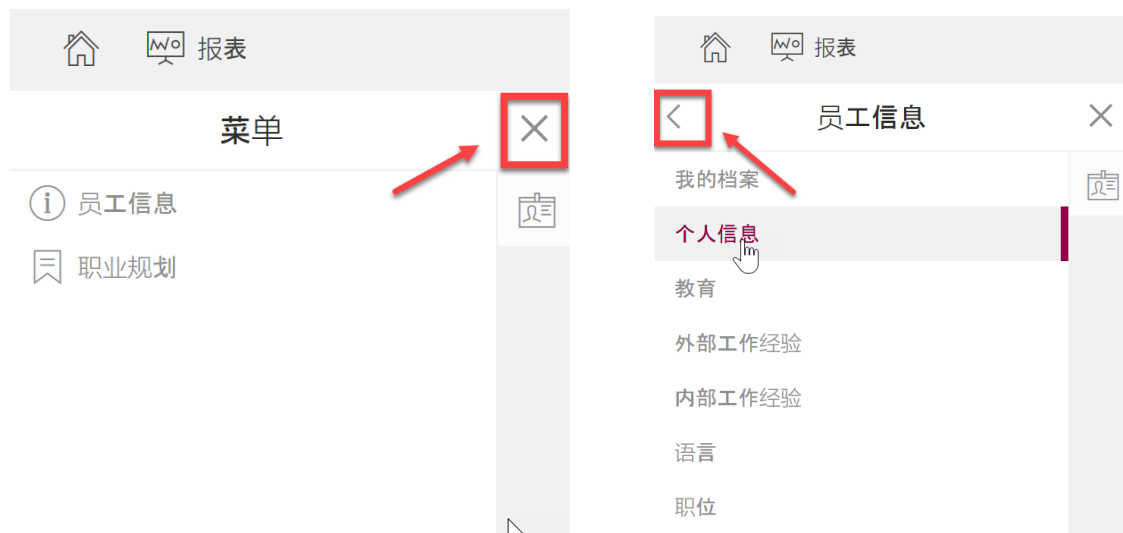 报表
菜单
员工信息
职业规划
报表
员工信息
我的档案
个人信息
教育
外部工作经验
内部工作经验
语言
职位